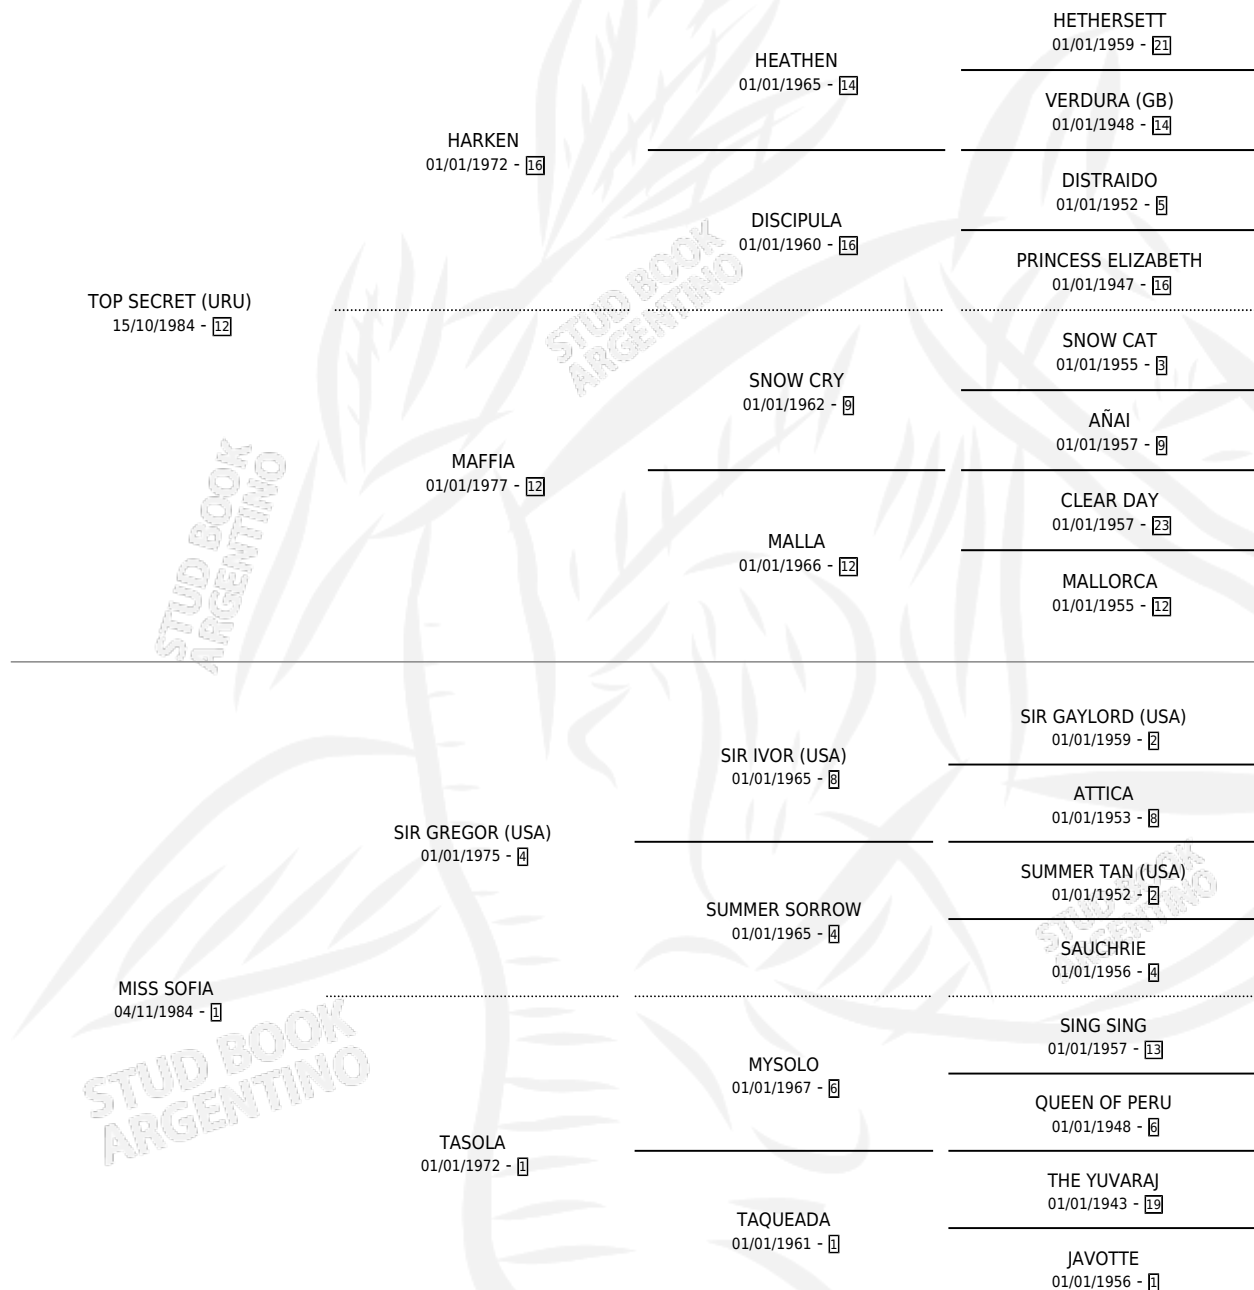 HETHERSETT
01/01/1959 - 21
HEATHEN
01/01/1965 - 14
VERDURA (GB)
01/01/1948 - 14
HARKEN
01/01/1972 - 16
DISTRAIDO
01/01/1952 - 5
DISCIPULA
01/01/1960 - 16
PRINCESS ELIZABETH
01/01/1947 - 16
TOP SECRET (URU)
15/10/1984 - 12
STUD BOOK
ARGENTINO
SNOW CAT
01/01/1955 - 3
SNOW CRY
01/01/1962 - 9
AÑAI
01/01/1957 - 9
MAFFIA
01/01/1977 - 12
CLEAR DAY
01/01/1957 - 23
MALLA
01/01/1966 - 12
MALLORCA
01/01/1955 - 12
STUD BOOK
ARGENTINO
SIR GAYLORD (USA)
01/01/1959 - 2
SIR IVOR (USA)
01/01/1965 - 8
ATTICA
01/01/1953 - 8
SIR GREGOR (USA)
01/01/1975 - 4
SUMMER TAN (USA)
01/01/1952 - 2
SUMMER SORROW
01/01/1965 - 4
STUD BOOK
ARGENTINO
SAUCHRIE
01/01/1956 - 4
MISS SOFIA
04/11/1984 - 1
STUD BOOK
ARGENTINO
SING SING
01/01/1957 - 13
MYSOLO
01/01/1967 - 6
QUEEN OF PERU
01/01/1948 - 6
TASOLA
01/01/1972 - 1
THE YUVARAJ
01/01/1943 - 19
TAQUEADA
01/01/1961 - 1
JAVOTTE
01/01/1956 - 1